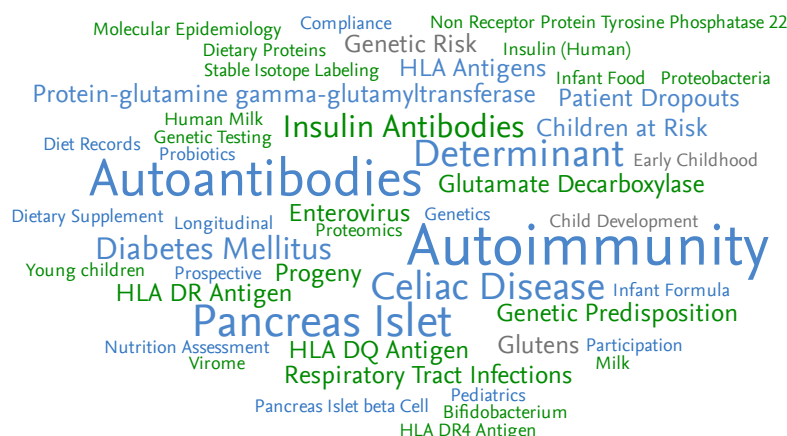 Molecular Epidemiology
Compliance
Non Receptor Protein Tyrosine Phosphatase 22
Dietary Proteins
Genetic Risk
Insulin (Human)
Stable Isotope Labeling
HLA Antigens
Infant Food
Proteobacteria
Protein-glutamine gamma-glutamyltransferase
Patient Dropouts
Human Milk
Insulin Antibodies
Children at Risk
Genetic Testing
Diet Records
Probiotics
Determinant
Early Childhood
Autoantibodies
Glutamate Decarboxylase
Dietary Supplement
Longitudinal
Enterovirus
Genetics
Child Development
Proteomics
Diabetes Mellitus
Autoimmunity
Young children
Prospective
Progeny
HLA DR Antigen
Celiac Disease
Infant Formula
Pancreas Islet
Genetic Predisposition
Nutrition Assessment
HLA DQ Antigen
Glutens
Participation
Virome
Milk
Respiratory Tract Infections
Pancreas Islet beta Cell
Pediatrics
Bifidobacterium
HLA DR4 Antigen